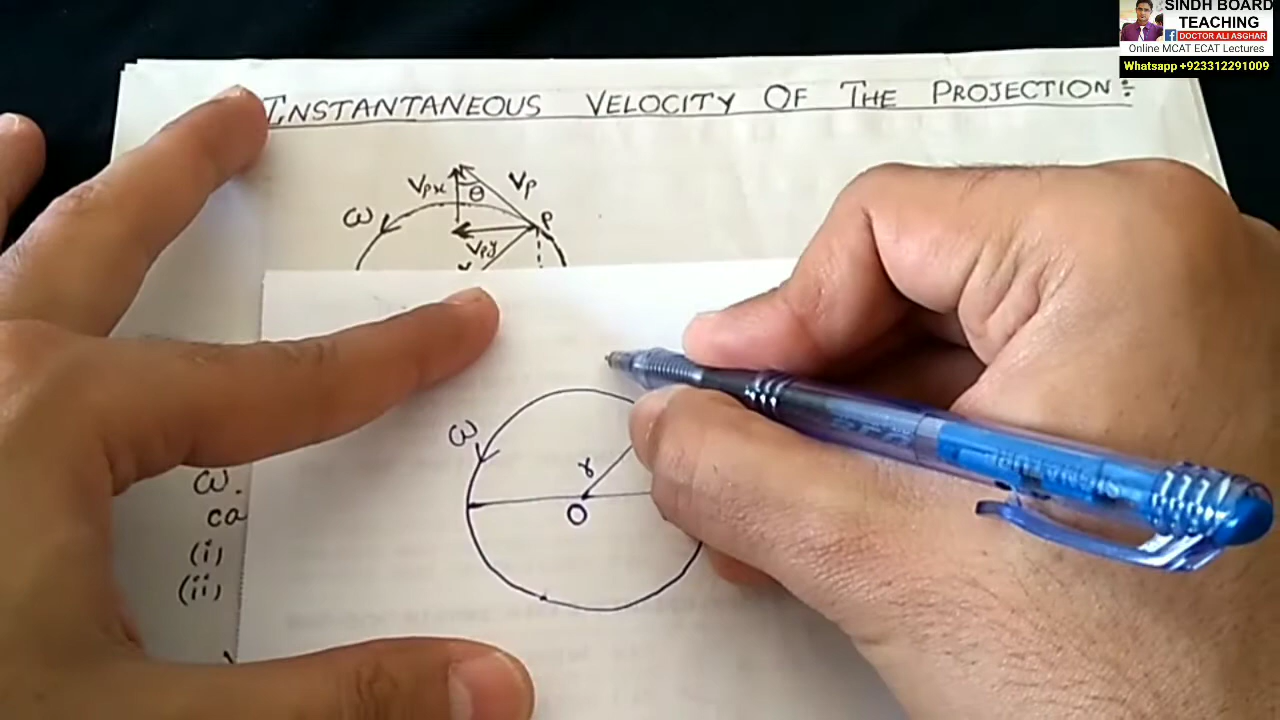 SINDH BOARD
TEACHING
DOCTOR ALI ASGHAR
Online MCAT ECAT Lectures
Whatsapp +923312291009
INSTANTANEOUS VELOCITY OF THE PROJECTION:
Vpx θ Vp
ω P
Vpy
ω
r
O
ω.
ca
(i)
(ii)